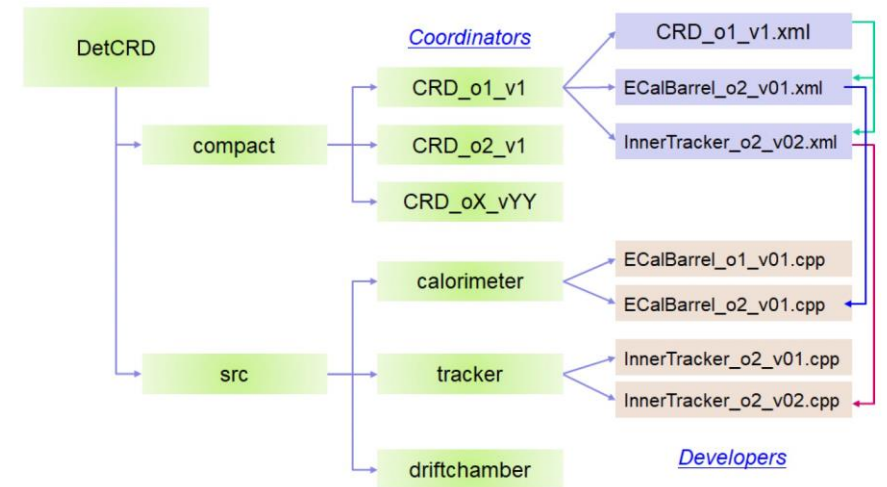 DetCRD
Coordinators
CRD_o1_v1.xml
CRD_o1_v1
ECalBarrel_o2_v01.xml
compact
CRD_o2_v1
InnerTracker_o2_v02.xml
CRD_oX_vYY
calorimeter
ECalBarrel_o1_v01.cpp
ECalBarrel_o2_v01.cpp
src
tracker
InnerTracker_o2_v01.cpp
InnerTracker_o2_v02.cpp
driftchamber
Developers